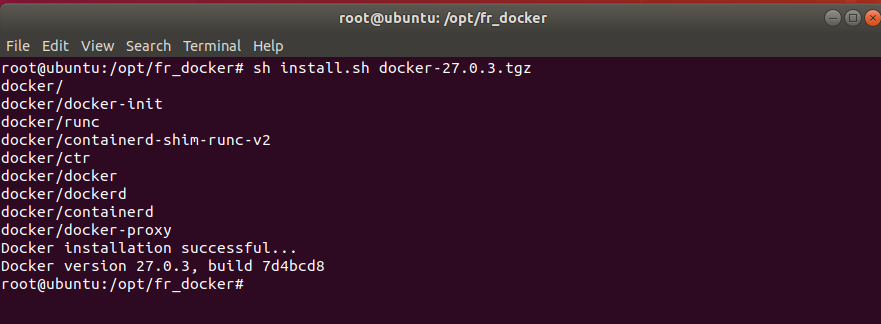 root@ubuntu: /opt/fr_docker
File Edit View Search Terminal Help
root@ubuntu:/opt/fr_docker# sh install.sh docker-27.0.3.tgz
docker/
docker/docker-init
docker/runc
docker/containerd-shim-runc-v2
docker/ctr
docker/docker
docker/dockerd
docker/containerd
docker/docker-proxy
Docker installation successful...
Docker version 27.0.3, build 7d4bcd8
root@ubuntu:/opt/fr_docker#